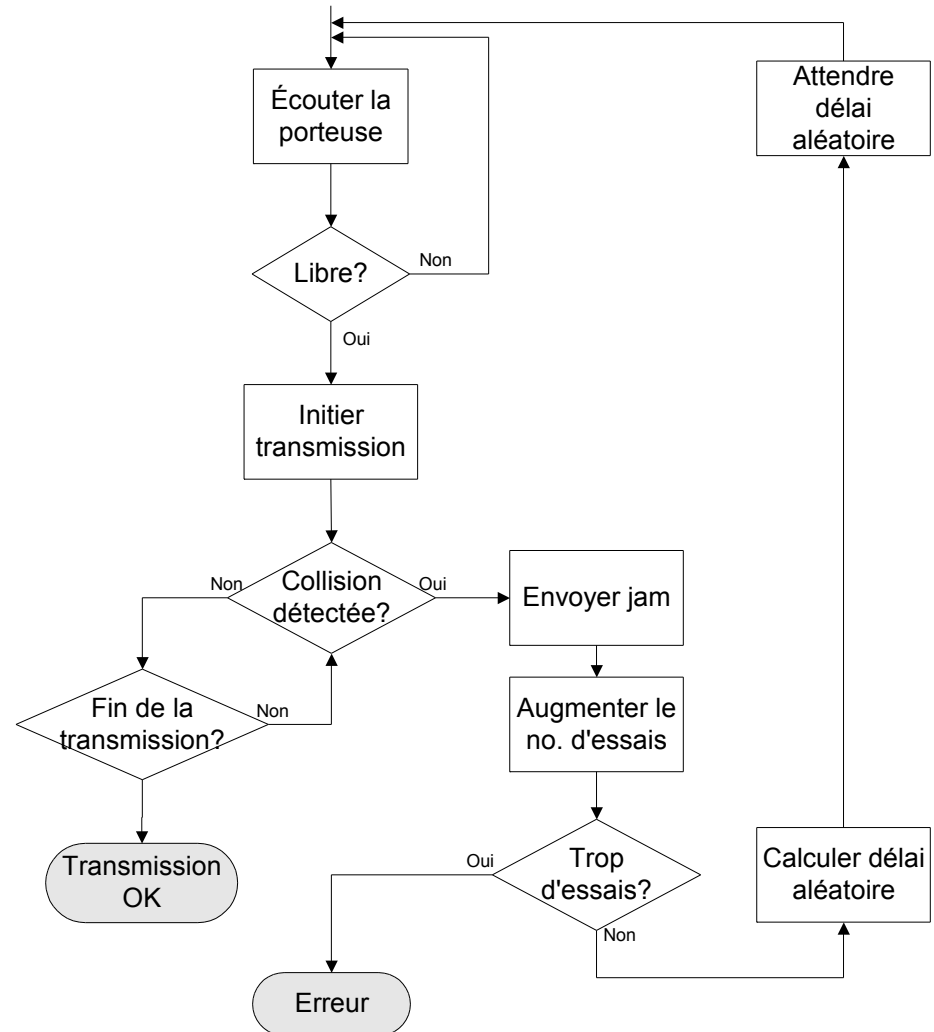 Écouter la
porteuse
Attendre
délai
aléatoire
Libre?
Non
Oui
Initier
transmission
Non
Collision
détectée?
Oui
Envoyer jam
Fin de la
transmission?
Non
Augmenter le
no. d'essais
Transmission
OK
Oui
Trop
d'essais?
Non
Calculer délai
aléatoire
Erreur